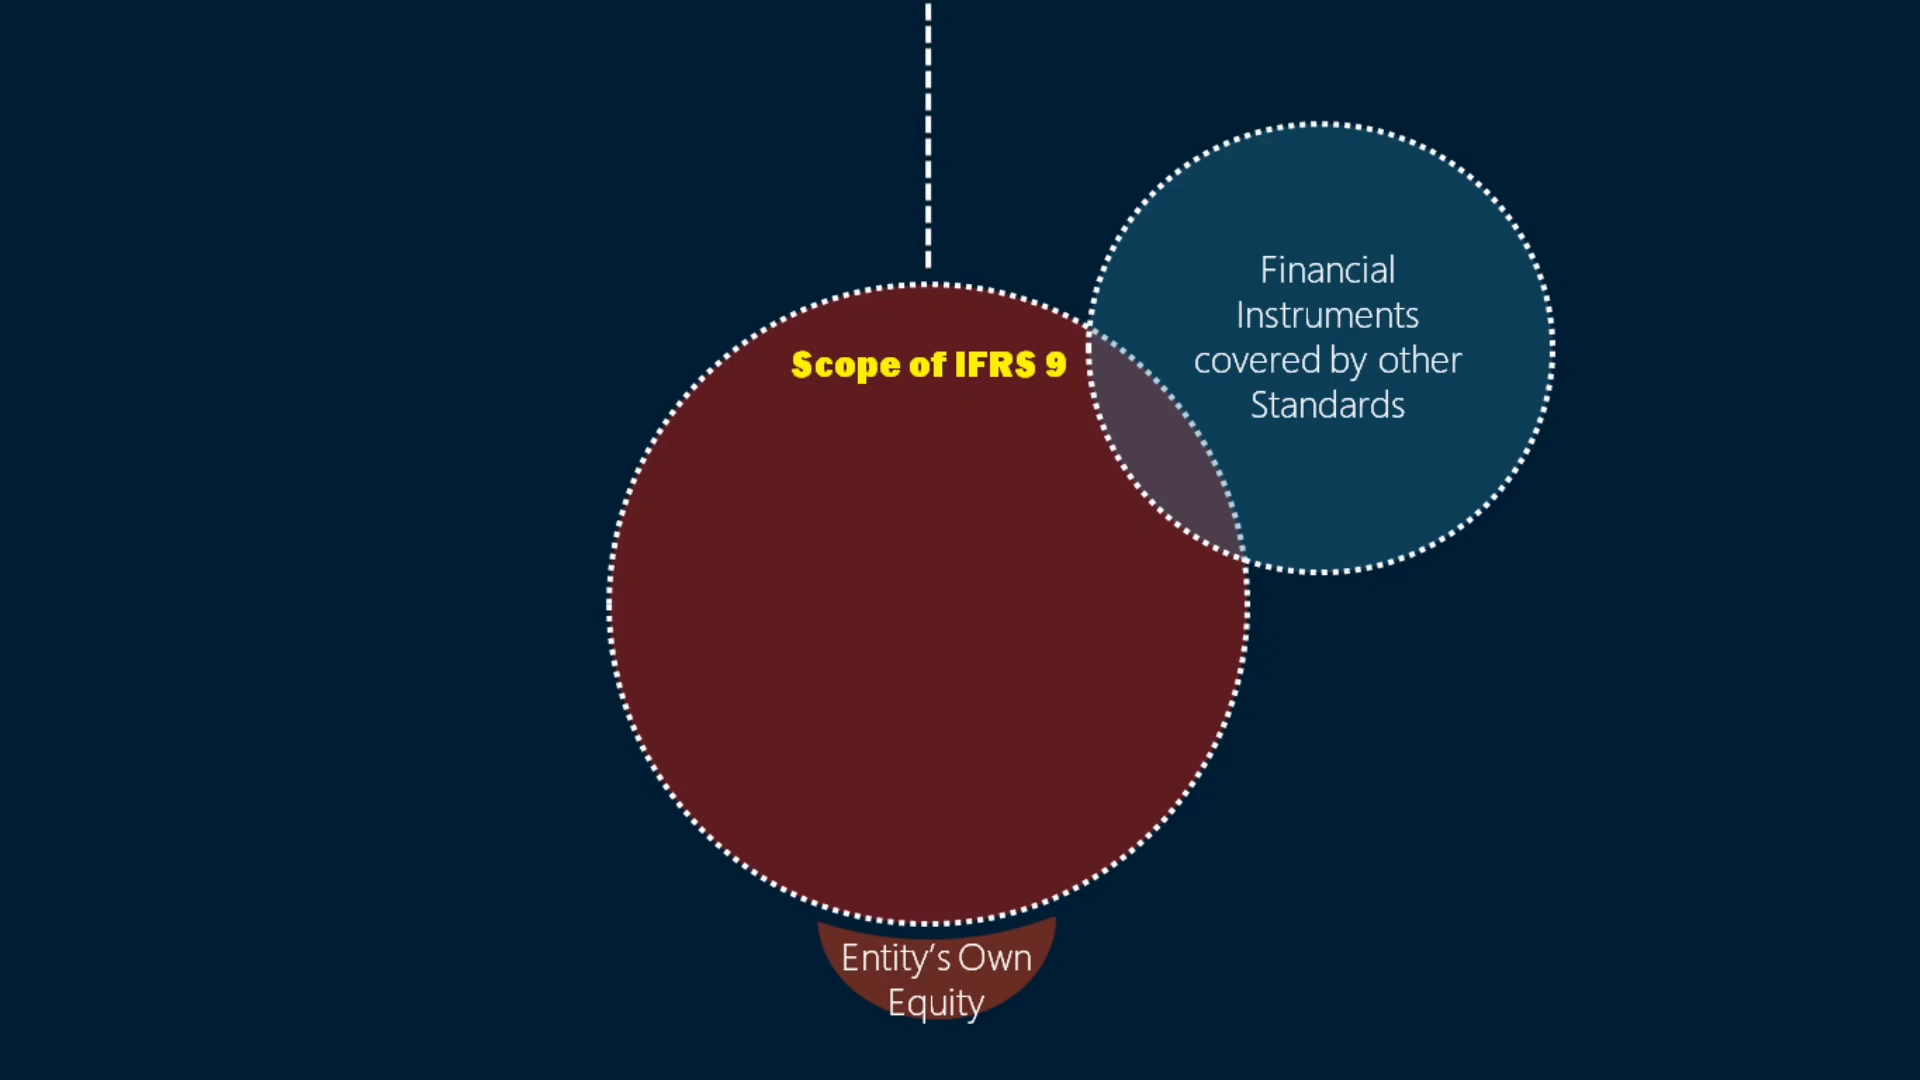 Scope of IFRS 9
Financial
Instruments
covered by other
Standards
Entity's Own
Equity